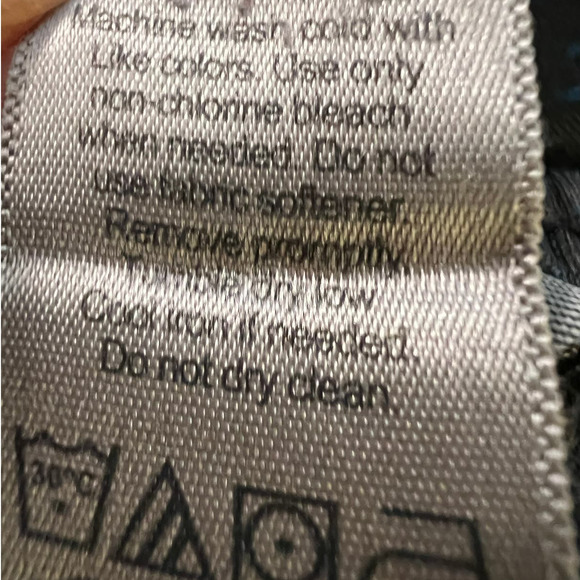 Machine wash cold with
Like colors. Use only
non-chlorine bleach
when needed. Do not
use fabric softener.
Remove promptly.
Tumble dry low
Cool iron if needed.
Do not dry clean.
30°C